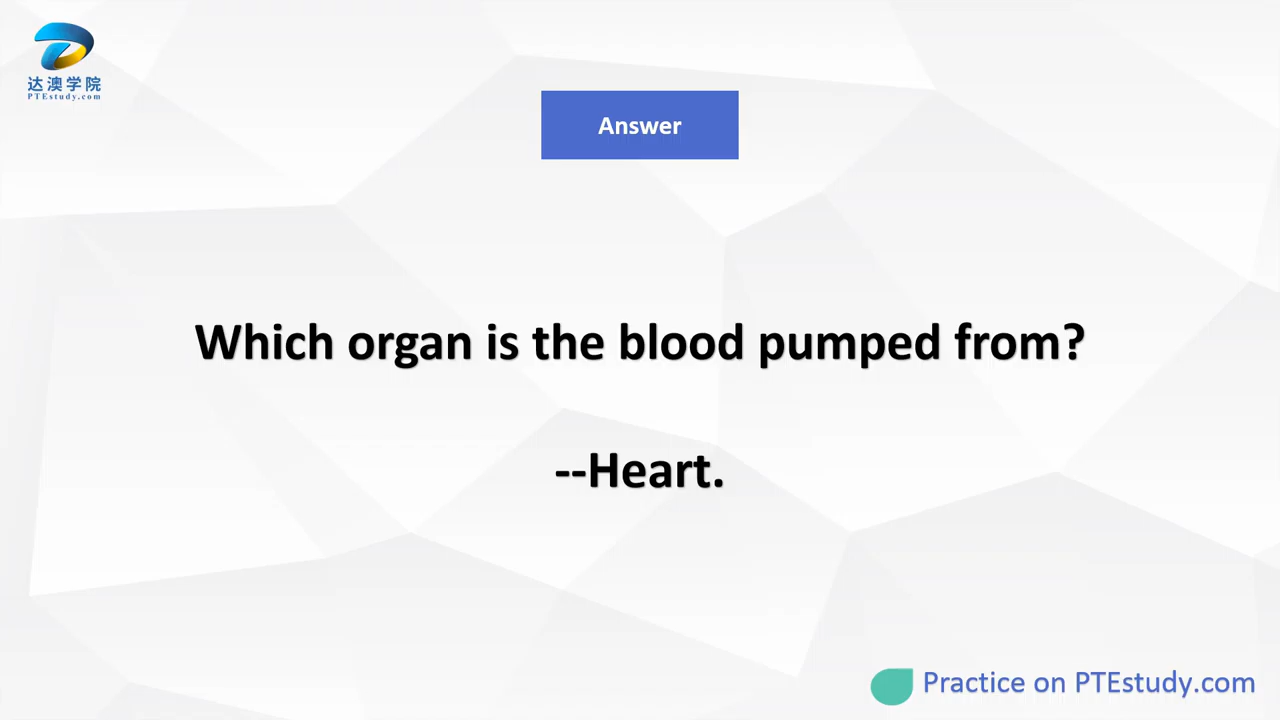 达澳学院
PTEstudy.com
Answer
Which organ is the blood pumped from?
--Heart.
Practice on PTEstudy.com